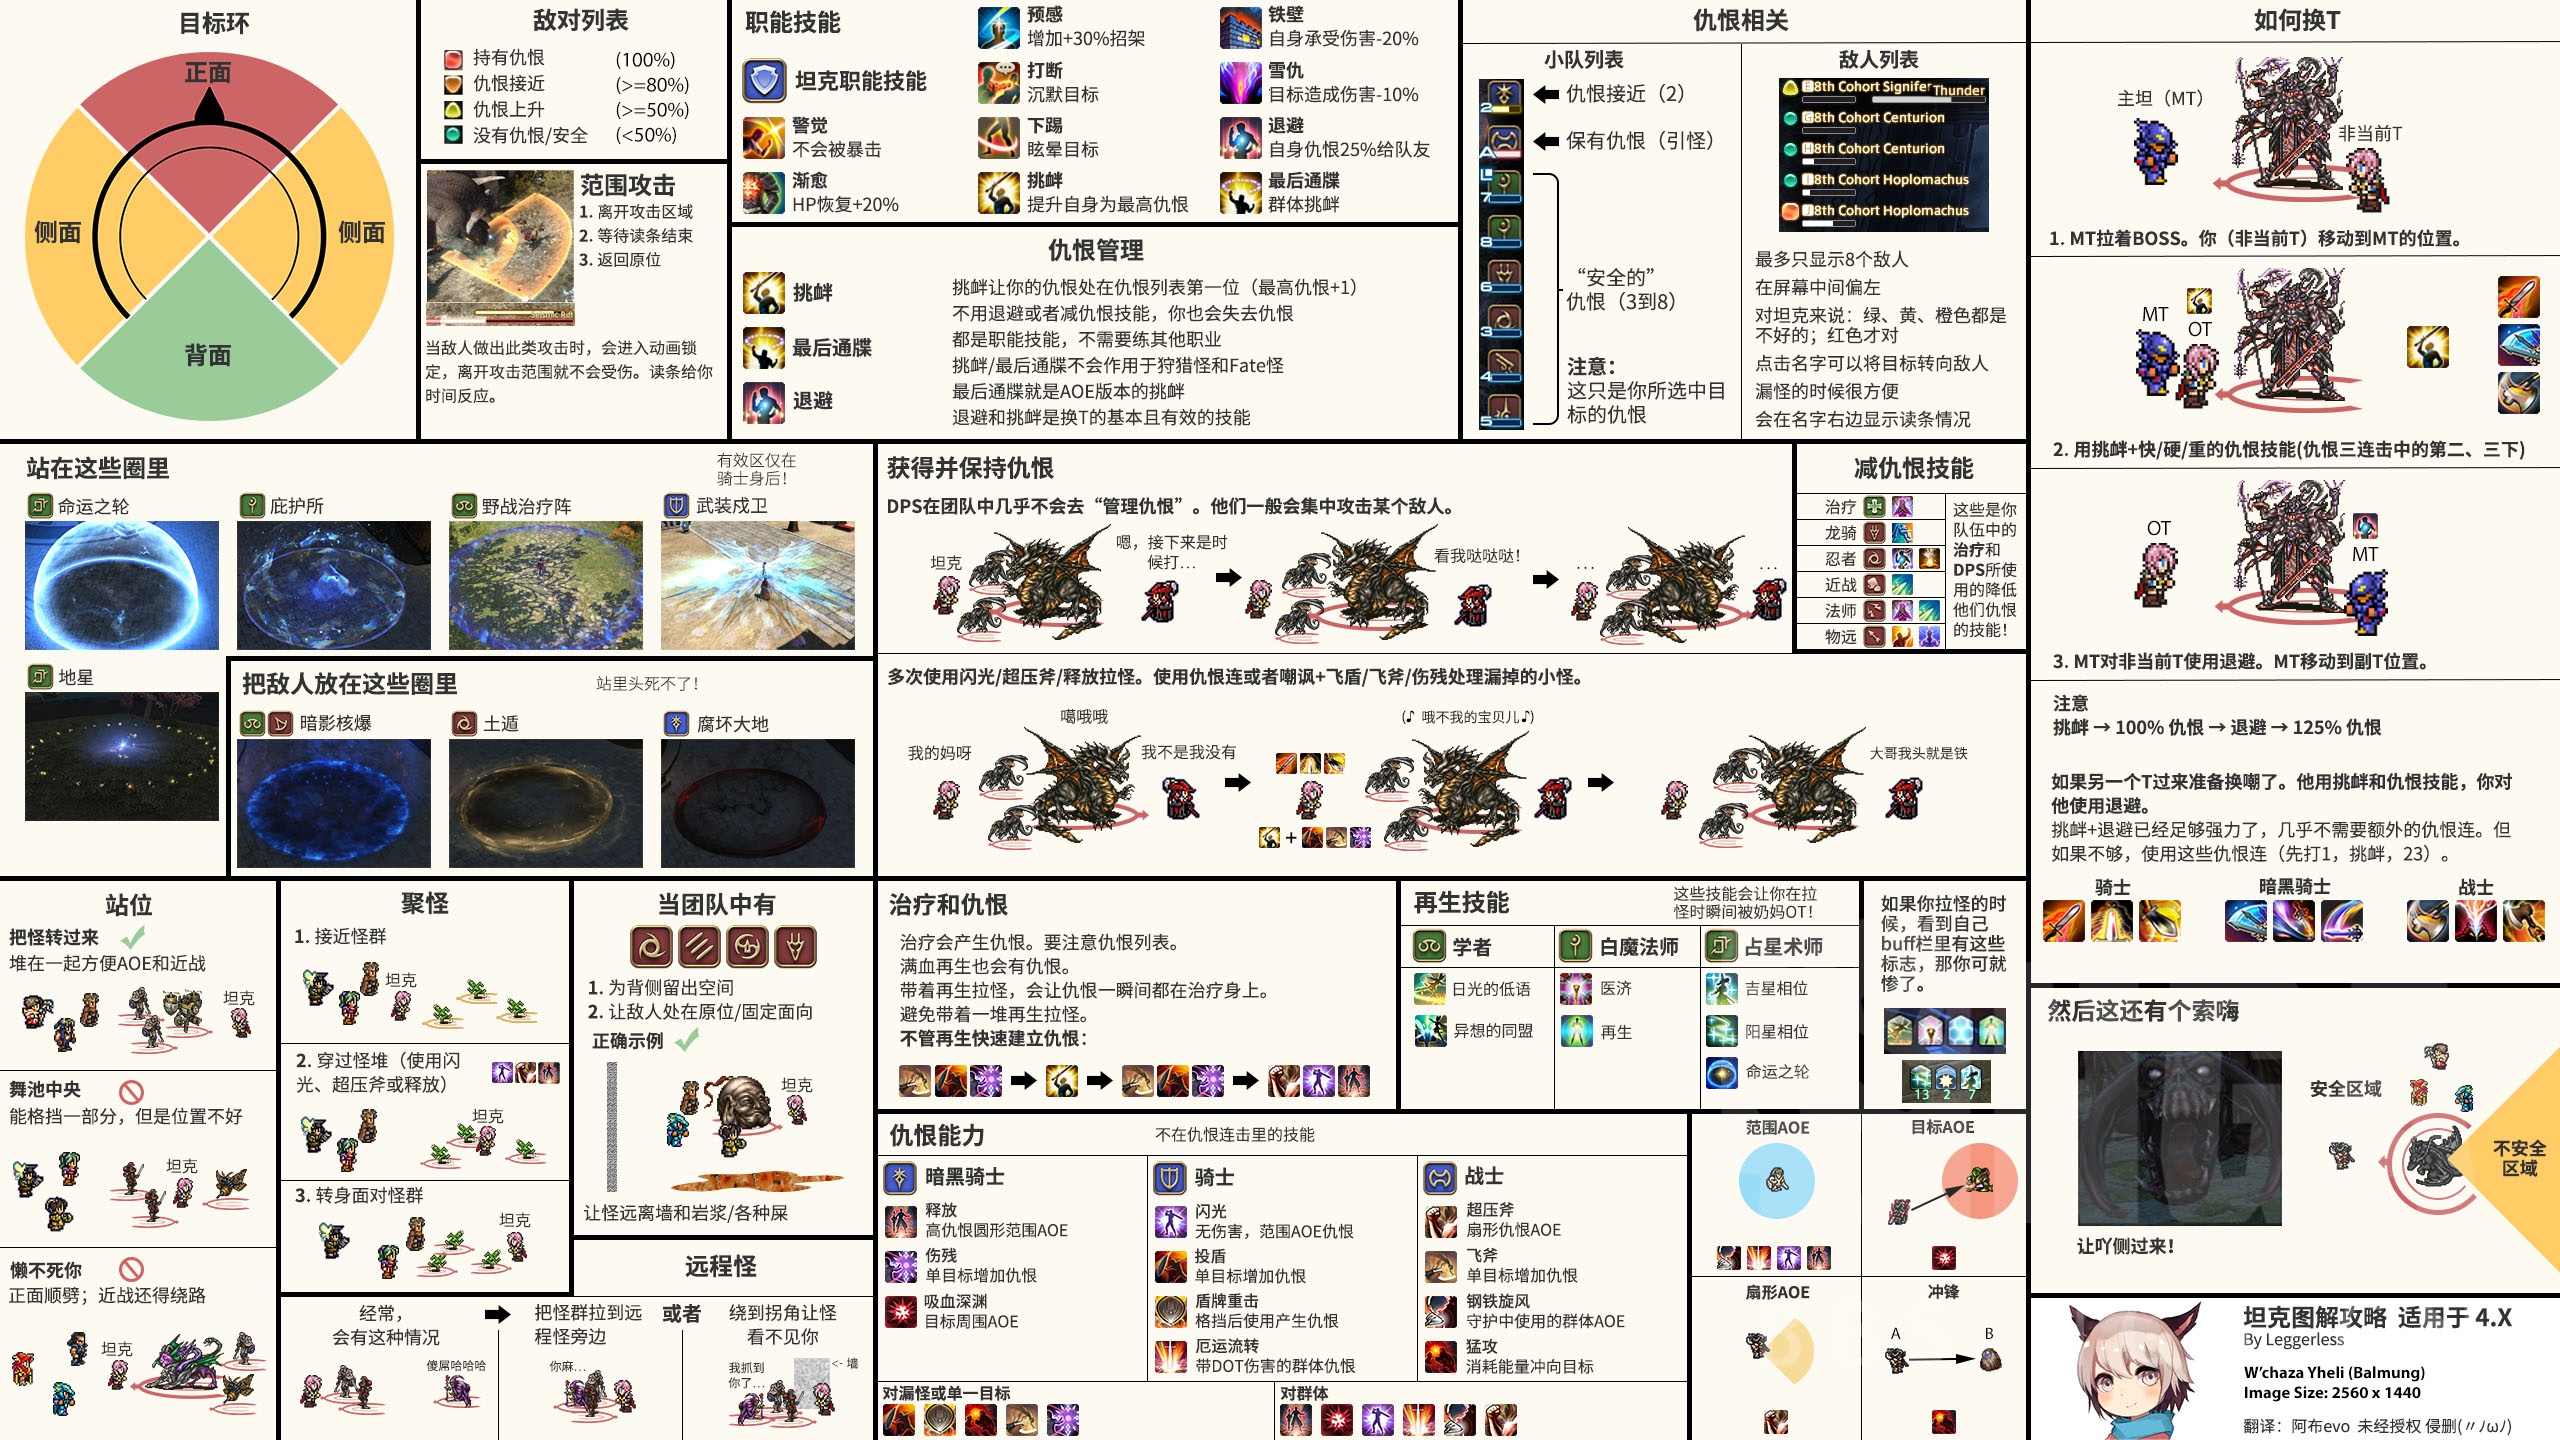 目标环
正面
侧面
侧面
背面
敌对列表
持有仇恨 (100%)
仇恨接近 (>=80%)
仇恨上升 (>=50%)
没有仇恨/安全 (<50%)
范围攻击
1. 离开攻击区域
2. 等待读条结束
3. 返回原位
Seismic Rift
当敌人做出此类攻击时，会进入动画锁
定，离开攻击范围就不会受伤。读条给你
时间反应。
职能技能
坦克职能技能
警觉
不会被暴击
渐愈
HP恢复+20%
预感
增加+30%招架
打断
沉默目标
下踢
眩晕目标
挑衅
提升自身为最高仇恨
铁壁
自身承受伤害-20%
雪仇
目标造成伤害-10%
退避
自身仇恨25%给队友
最后通牒
群体挑衅
仇恨管理
挑衅
最后通牒
退避
挑衅让你的仇恨处在仇恨列表第一位（最高仇恨+1）
不用退避或者减仇恨技能，你也会失去仇恨
都是职能技能，不需要练其他职业
挑衅/最后通牒不会作用于狩猎怪和Fate怪
最后通牒就是AOE版本的挑衅
退避和挑衅是换T的基本且有效的技能
仇恨相关
小队列表
2
A
7
8
6
3
4
5
仇恨接近（2）
保有仇恨（引怪）
“安全的”
仇恨（3到8）
注意：
这只是你所选中目
标的仇恨
敌人列表
8th Cohort Signifer Thunder
8th Cohort Centurion
8th Cohort Centurion
8th Cohort Hoplomachus
8th Cohort Hoplomachus
最多只显示8个敌人
在屏幕中间偏左
对坦克来说：绿、黄、橙色都是
不好的；红色才对
点击名字可以将目标转向敌人
漏怪的时候很方便
会在名字右边显示读条情况
如何换T
主坦（MT）
非当前T
1. MT拉着BOSS。你（非当前T）移动到MT的位置。
MT
OT
2. 用挑衅+快/硬/重的仇恨技能(仇恨三连击中的第二、三下)
OT
MT
3. MT对非当前T使用退避。MT移动到副T位置。
注意
挑衅 → 100% 仇恨 → 退避 → 125% 仇恨
如果另一个T过来准备换嘲了。他用挑衅和仇恨技能，你对
他使用退避。
挑衅+退避已经足够强力了，几乎不需要额外的仇恨连。但
如果不够，使用这些仇恨连（先打1，挑衅，23）。
骑士
暗黑骑士
战士
站在这些圈里
有效区仅在
骑士身后！
命运之轮
庇护所
野战治疗阵
武装戍卫
地星
把敌人放在这些圈里
站里头死不了！
暗影核爆
土遁
腐坏大地
获得并保持仇恨
DPS在团队中几乎不会去“管理仇恨”。他们一般会集中攻击某个敌人。
坦克
嗯，接下来是时
候打…
看我哒哒哒！
…
…
减仇恨技能
治疗
龙骑
忍者
近战
法师
物远
这些是你
队伍中的
治疗和
DPS所使
用的降低
他们仇恨
的技能！
多次使用闪光/超压斧/释放拉怪。使用仇恨连或者嘲讽+飞盾/飞斧/伤残处理漏掉的小怪。
我的妈呀
噶哦哦
我不是我没有
+
(♪ 哦不我的宝贝儿♪)
大哥我头就是铁
站位
把怪转过来
堆在一起方便AOE和近战
坦克
舞池中央
能格挡一部分，但是位置不好
坦克
懒不死你
正面顺劈；近战还得绕路
坦克
聚怪
1. 接近怪群
坦克
2. 穿过怪堆（使用闪
光、超压斧或释放）
坦克
3. 转身面对怪群
坦克
当团队中有
1. 为背侧留出空间
2. 让敌人处在原位/固定面向
正确示例
坦克
让怪远离墙和岩浆/各种屎
远程怪
经常，
会有这种情况
傻屌哈哈哈
把怪群拉到远
程怪旁边
你麻…
或者
绕到拐角让怪
看不见你
我抓到
你了…
<- 墙
治疗和仇恨
治疗会产生仇恨。要注意仇恨列表。
满血再生也会有仇恨。
带着再生拉怪，会让仇恨一瞬间都在治疗身上。
避免带着一堆再生拉怪。
不管再生快速建立仇恨：
再生技能
这些技能会让你在拉
怪时瞬间被奶妈OT！
学者
日光的低语
异想的同盟
白魔法师
医济
再生
占星术师
吉星相位
阳星相位
命运之轮
如果你拉怪的时
候，看到自己
buff栏里有这些
标志，那你可就
惨了。
13 2 7
仇恨能力
不在仇恨连击里的技能
暗黑骑士
释放
高仇恨圆形范围AOE
伤残
单目标增加仇恨
吸血深渊
目标周围AOE
骑士
闪光
无伤害，范围AOE仇恨
投盾
单目标增加仇恨
盾牌重击
格挡后使用产生仇恨
厄运流转
带DOT伤害的群体仇恨
战士
超压斧
扇形仇恨AOE
飞斧
单目标增加仇恨
钢铁旋风
守护中使用的群体AOE
猛攻
消耗能量冲向目标
对漏怪或单一目标
对群体
范围AOE
目标AOE
扇形AOE
冲锋
A
B
然后这还有个索嗨
安全区域
不安全
区域
让吖侧过来！
坦克图解攻略 适用于 4.X
By Leggerless
W’chaza Yheli (Balmung)
Image Size: 2560 x 1440
翻译：阿布evo 未经授权 侵删(〃ﾉωﾉ)